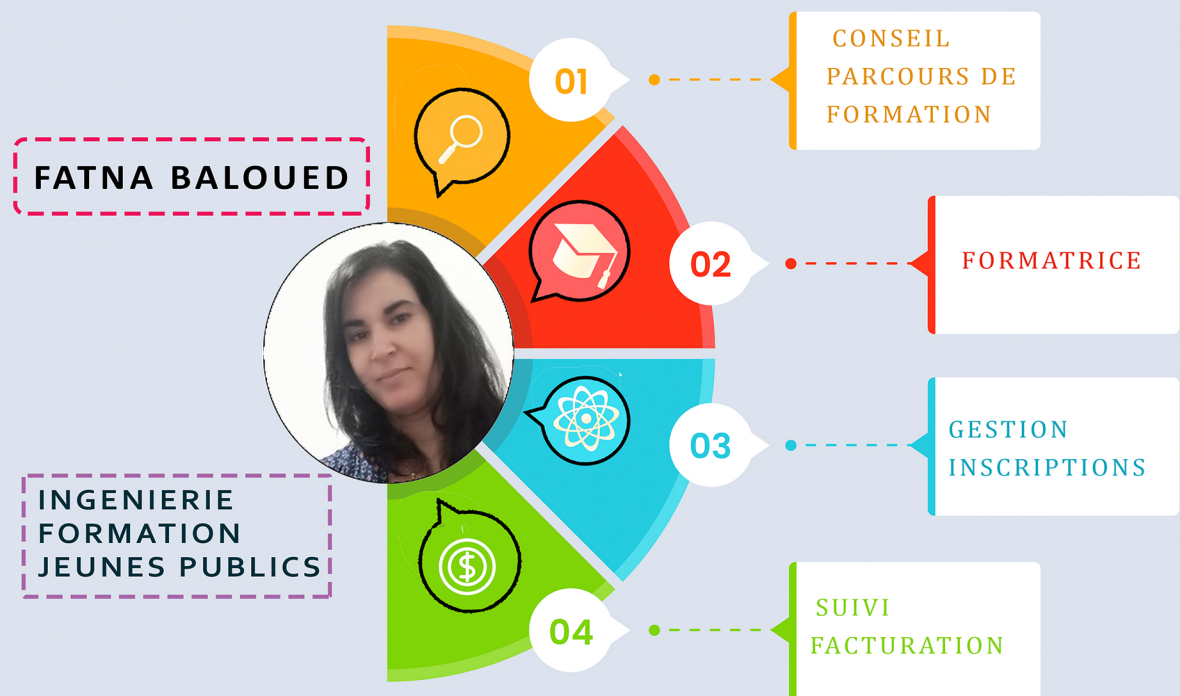 FATNA BALOUED
INGENIERIE
FORMATION
JEUNES PUBLICS
01
CONSEIL
PARCOURS DE
FORMATION
02
FORMATRICE
03
GESTION
INSCRIPTIONS
04
SUIVI
FACTURATION
$